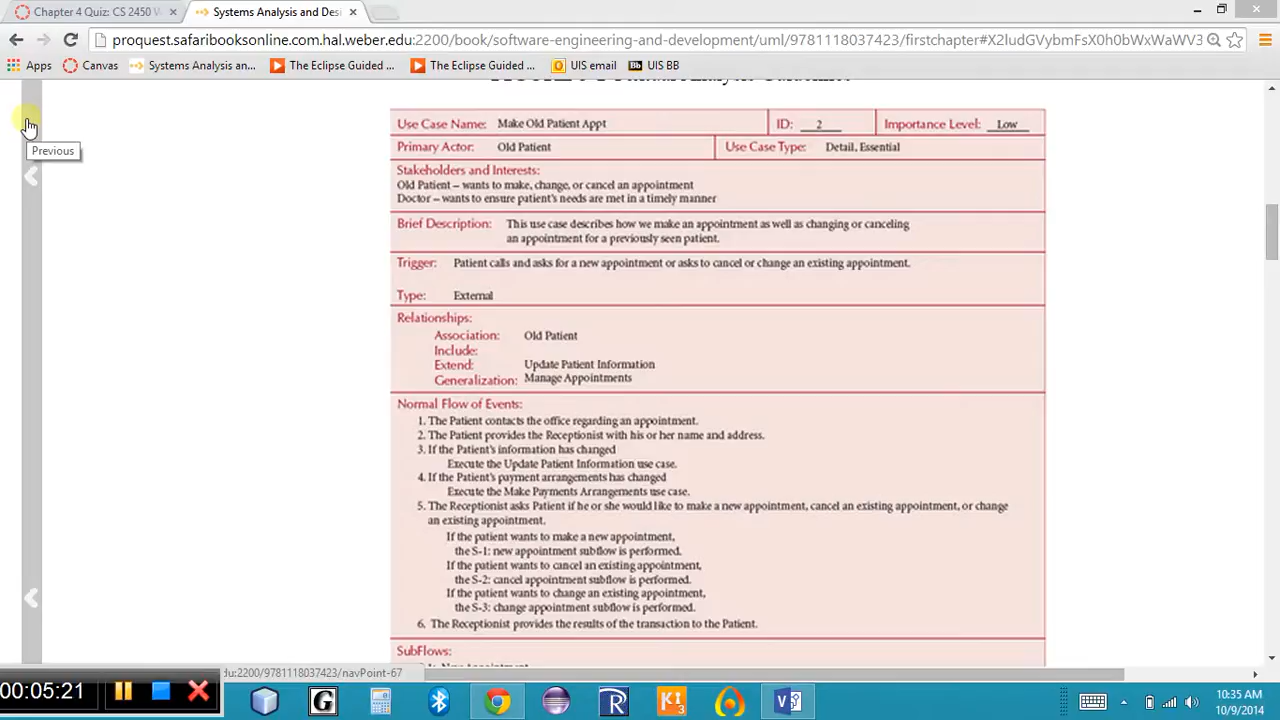 Chapter 4 Quiz: CS 2450 W
Systems Analysis and Desi
proquest.safaribooksonline.com.hal.weber.edu:2200/book/software-engineering-and-development/uml/9781118037423/firstchapter#X2ludGVybmFsX0h0bWxWaWV3
Apps Canvas Systems Analysis an... The Eclipse Guided ... The Eclipse Guided ... UIS email UIS BB
Use Case Name: Make Old Patient Appt ID: 2 Importance Level: Low
Primary Actor: Old Patient Use Case Type: Detail, Essential
Previous
Stakeholders and Interests:
Old Patient – wants to make, change, or cancel an appointment
Doctor – wants to ensure patient's needs are met in a timely manner
Brief Description: This use case describes how we make an appointment as well as changing or canceling
an appointment for a previously seen patient.
Trigger: Patient calls and asks for a new appointment or asks to cancel or change an existing appointment.
Type: External
Relationships:
Association: Old Patient
Include:
Extend: Update Patient Information
Generalization: Manage Appointments
Normal Flow of Events:
1. The Patient contacts the office regarding an appointment.
2. The Patient provides the Receptionist with his or her name and address.
3. If the Patient's information has changed
Execute the Update Patient Information use case.
4. If the Patient's payment arrangements has changed
Execute the Make Payments Arrangements use case.
5. The Receptionist asks Patient if he or she would like to make a new appointment, cancel an existing appointment, or change
an existing appointment.
If the patient wants to make a new appointment,
the S-1: new appointment subflow is performed.
If the patient wants to cancel an existing appointment,
the S-2: cancel appointment subflow is performed.
If the patient wants to change an existing appointment,
the S-3: change appointment subflow is performed.
6. The Receptionist provides the results of the transaction to the Patient.
SubFlows:
edu:2200/9781118037423/navPoint-67
00:05:21
G
R
K1
3
10:35 AM
10/9/2014